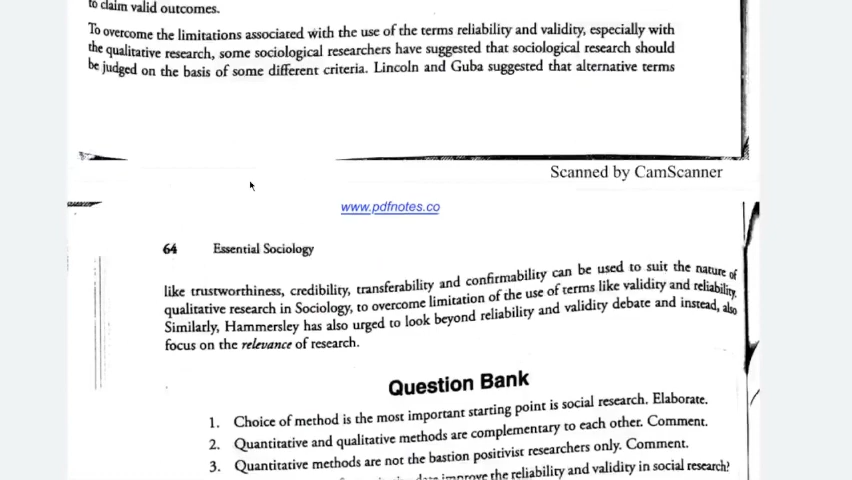 to claim valid outcomes.
To overcome the limitations associated with the use of the terms reliability and validity, especially with
the qualitative research, some sociological researchers have suggested that sociological research should
be judged on the basis of some different criteria. Lincoln and Guba suggested that alternative terms
Scanned by CamScanner
www.pdfnotes.co
64 Essential Sociology
like trustworthiness, credibility, transferability and confirmability can be used to suit the nature of
qualitative research in Sociology, to overcome limitation of the use of terms like validity and reliability.
Similarly, Hammersley has also urged to look beyond reliability and validity debate and instead, also
focus on the relevance of research.
Question Bank
1. Choice of method is the most important starting point is social research. Elaborate.
2. Quantitative and qualitative methods are complementary to each other. Comment.
3. Quantitative methods are not the bastion positivist researchers only. Comment.
improve the reliability and validity in social research?